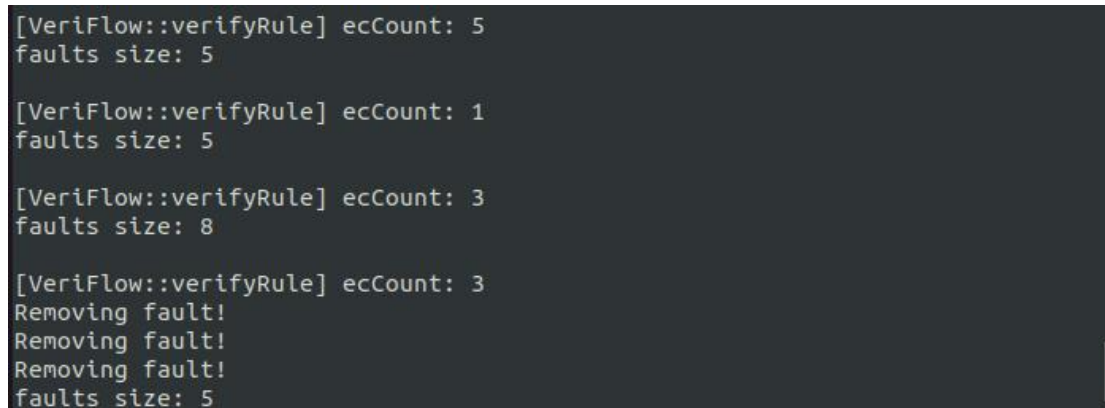 [VeriFlow::verifyRule] ecCount: 5
faults size: 5
[VeriFlow::verifyRule] ecCount: 1
faults size: 5
[VeriFlow::verifyRule] ecCount: 3
faults size: 8
[VeriFlow::verifyRule] ecCount: 3
Removing fault!
Removing fault!
Removing fault!
faults size: 5